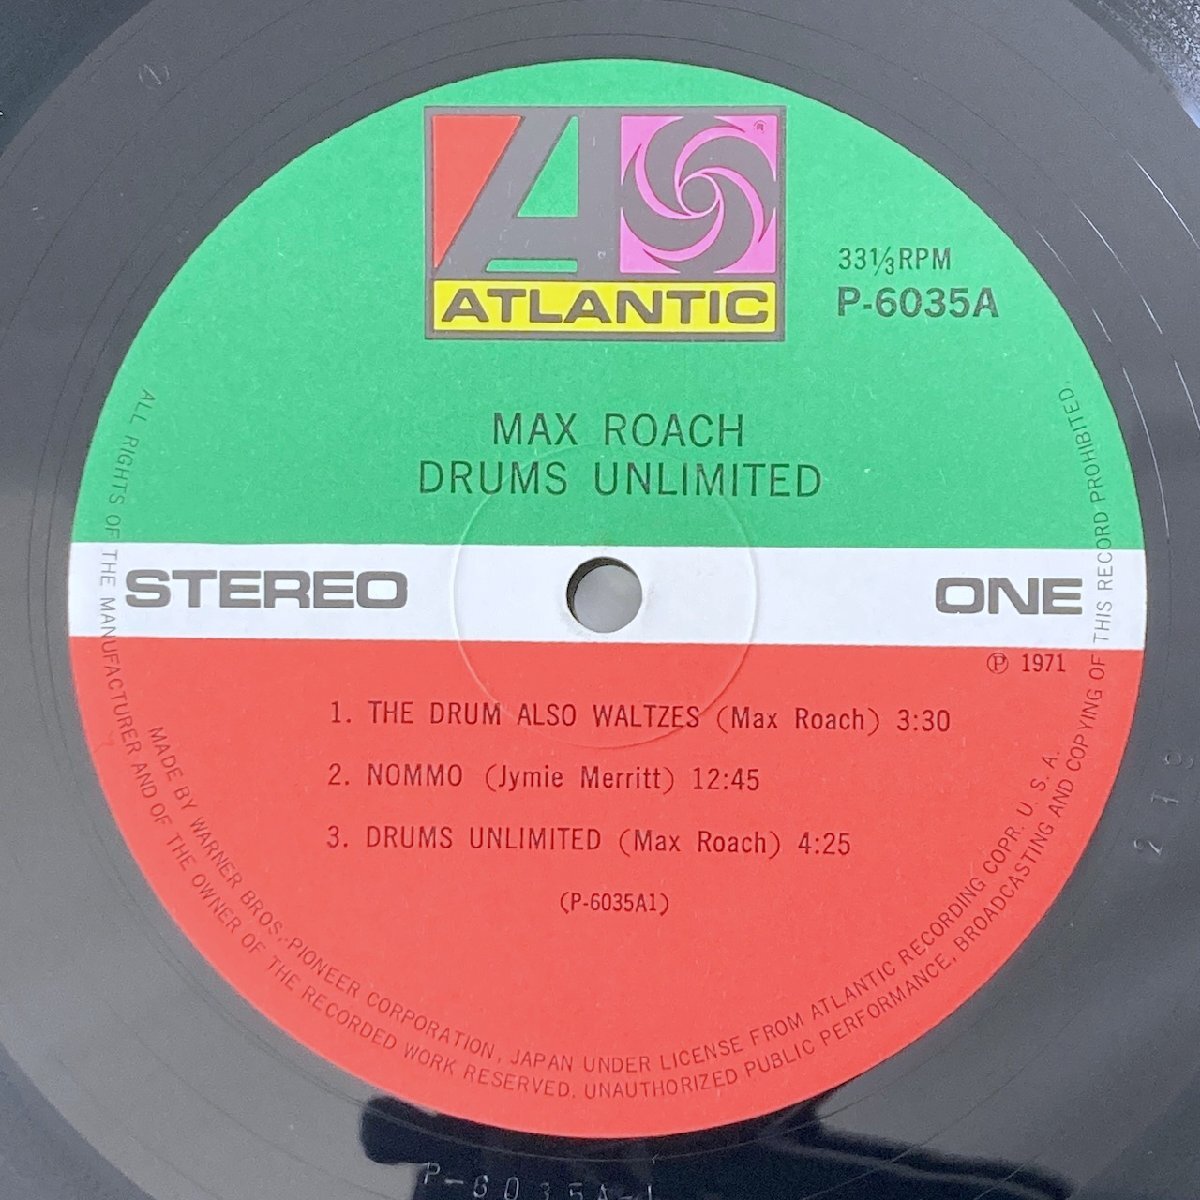 ATLANTIC
®
33⅓RPM
P-6035A
MAX ROACH
DRUMS UNLIMITED
STEREO
ONE
Ⓟ 1971
1. THE DRUM ALSO WALTZES (Max Roach) 3:30
2. NOMMO (Jymie Merritt) 12:45
3. DRUMS UNLIMITED (Max Roach) 4:25
(P-6035A1)
MADE BY WARNER BROS.-PIONEER CORPORATION, JAPAN UNDER LICENSE FROM ATLANTIC RECORDING COPR. U. S. A.
ALL RIGHTS OF THE MANUFACTURER AND OF THE OWNER OF THE RECORDED WORK RESERVED. UNAUTHORIZED PUBLIC PERFORMANCE, BROADCASTING AND COPYING OF THIS RECORD PROHIBITED.
P-6035A-1